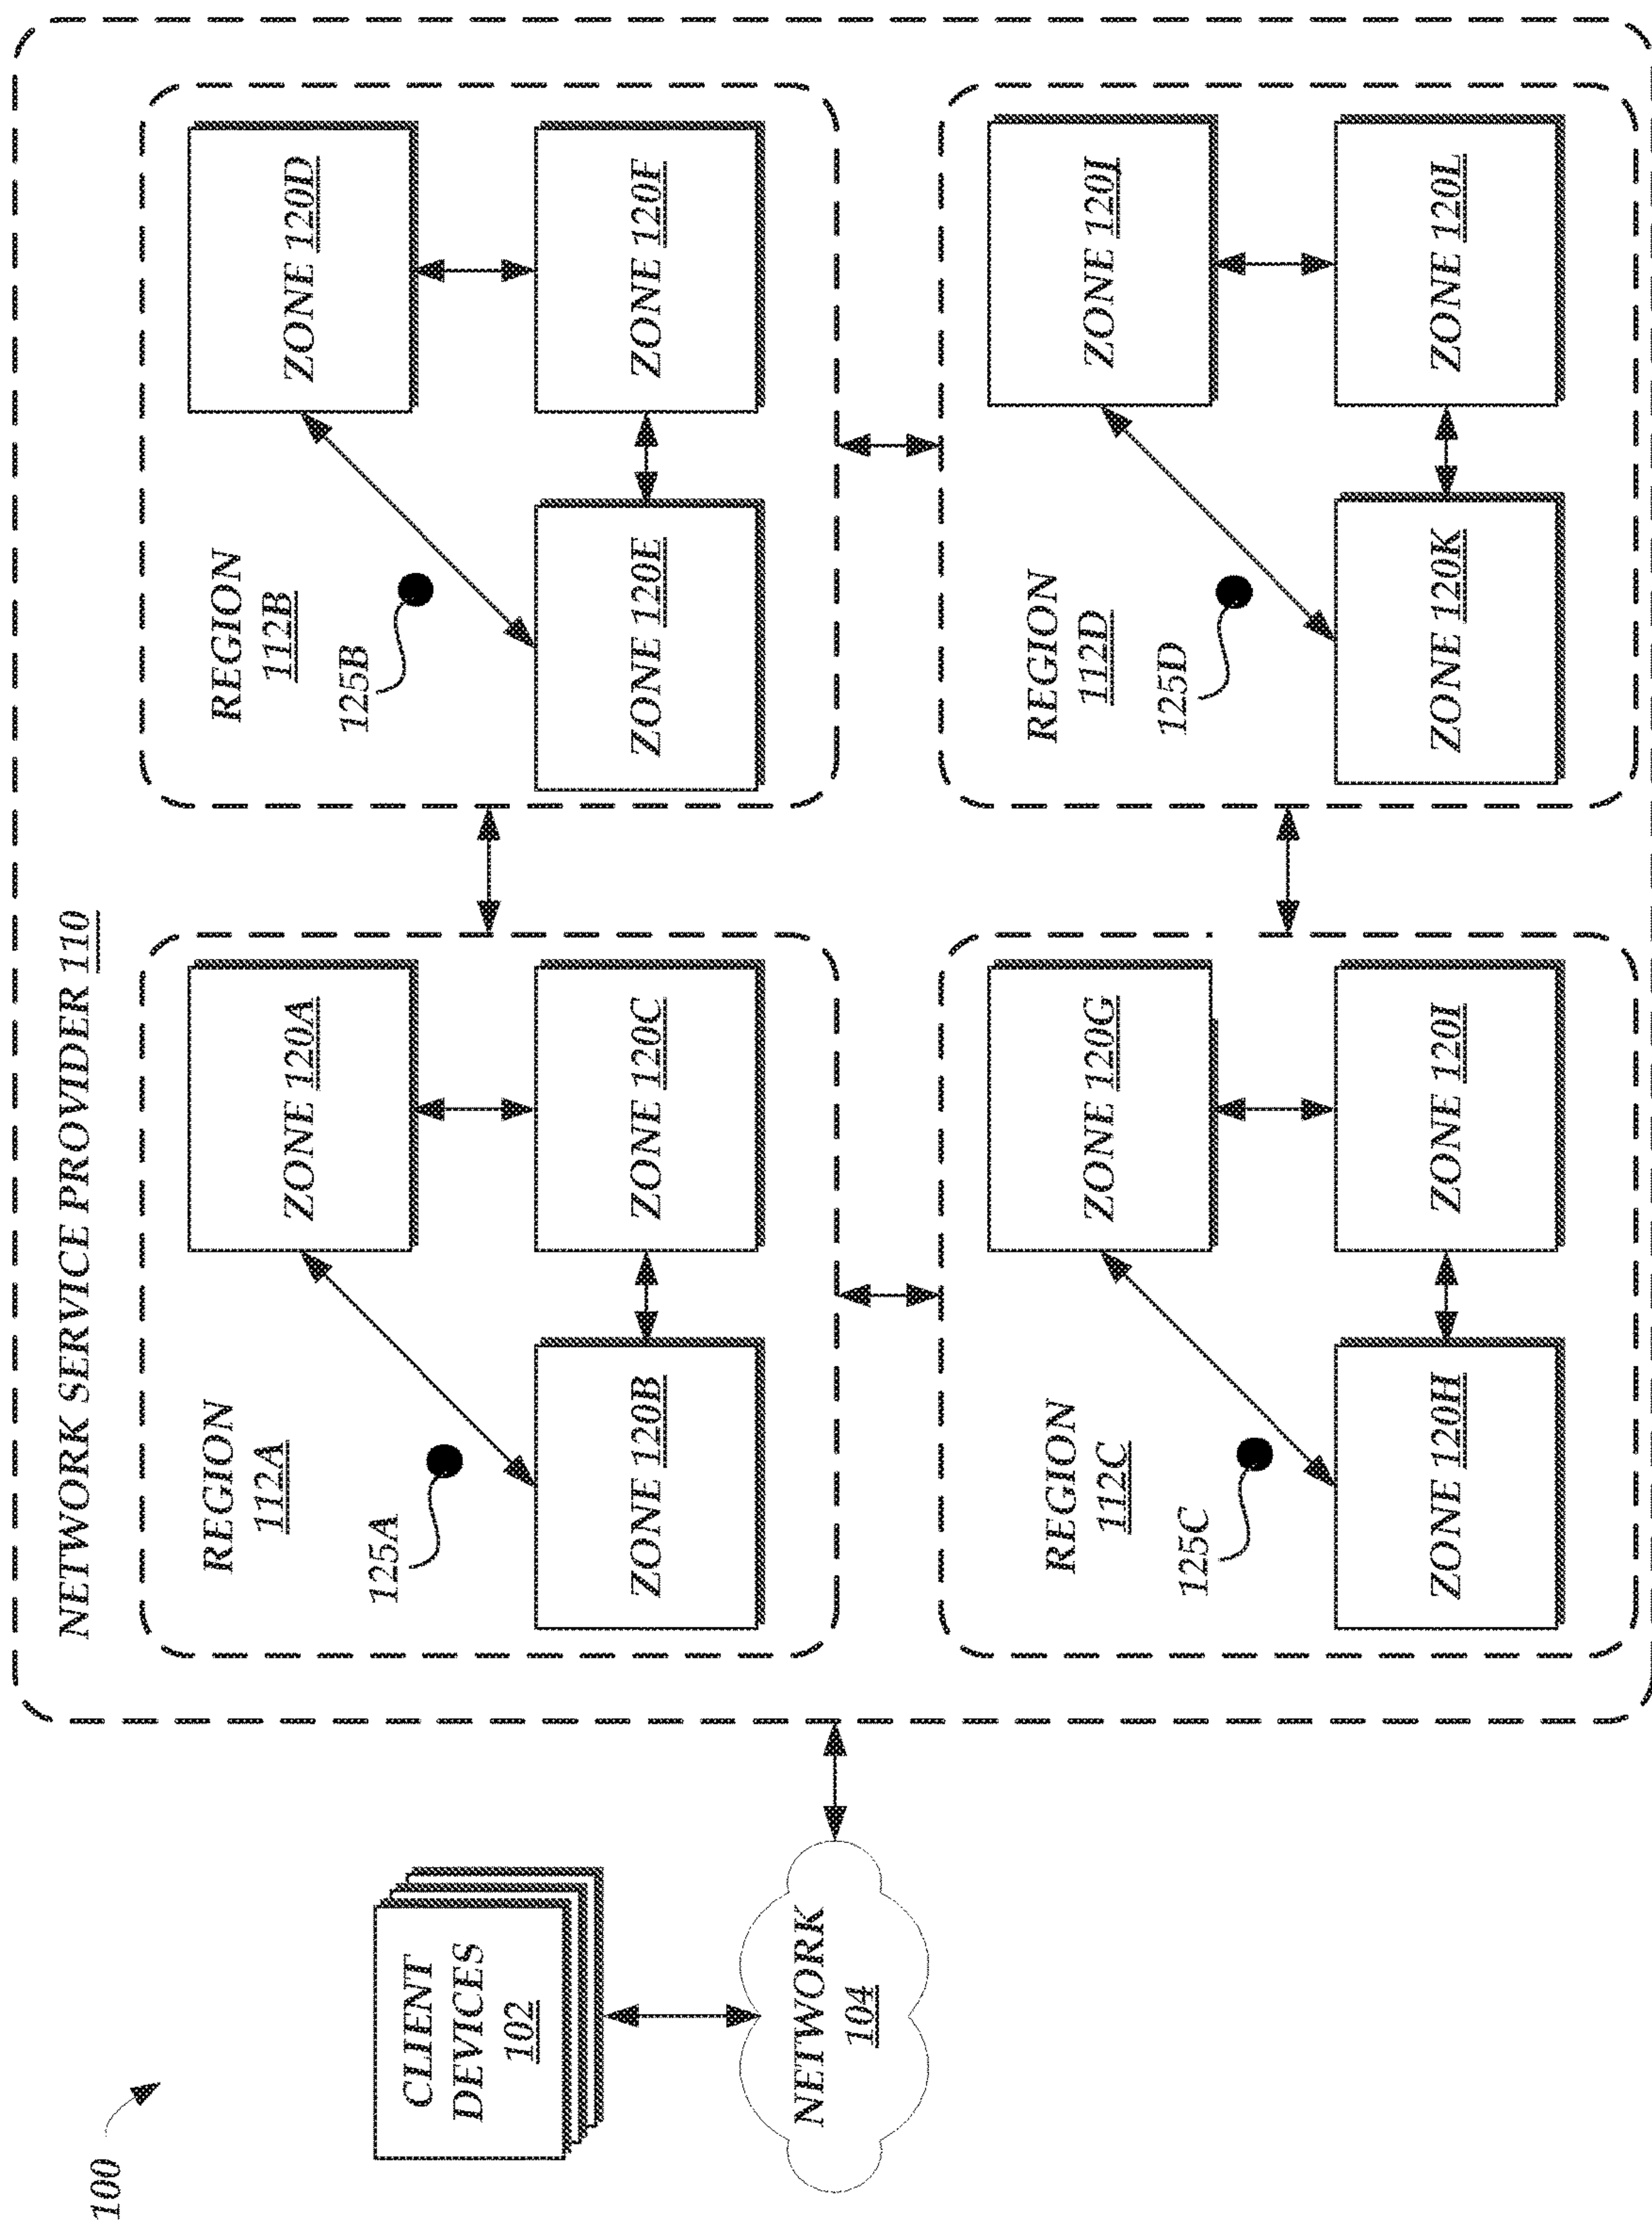 100
CLIENT
DEVICES
102
NETWORK
104
NETWORK SERVICE PROVIDER 110
REGION
112A
125A
ZONE 120A
ZONE 120B
ZONE 120C
REGION
112B
125B
ZONE 120D
ZONE 120E
ZONE 120F
REGION
112C
125C
ZONE 120G
ZONE 120H
ZONE 120I
REGION
112D
125D
ZONE 120J
ZONE 120K
ZONE 120L